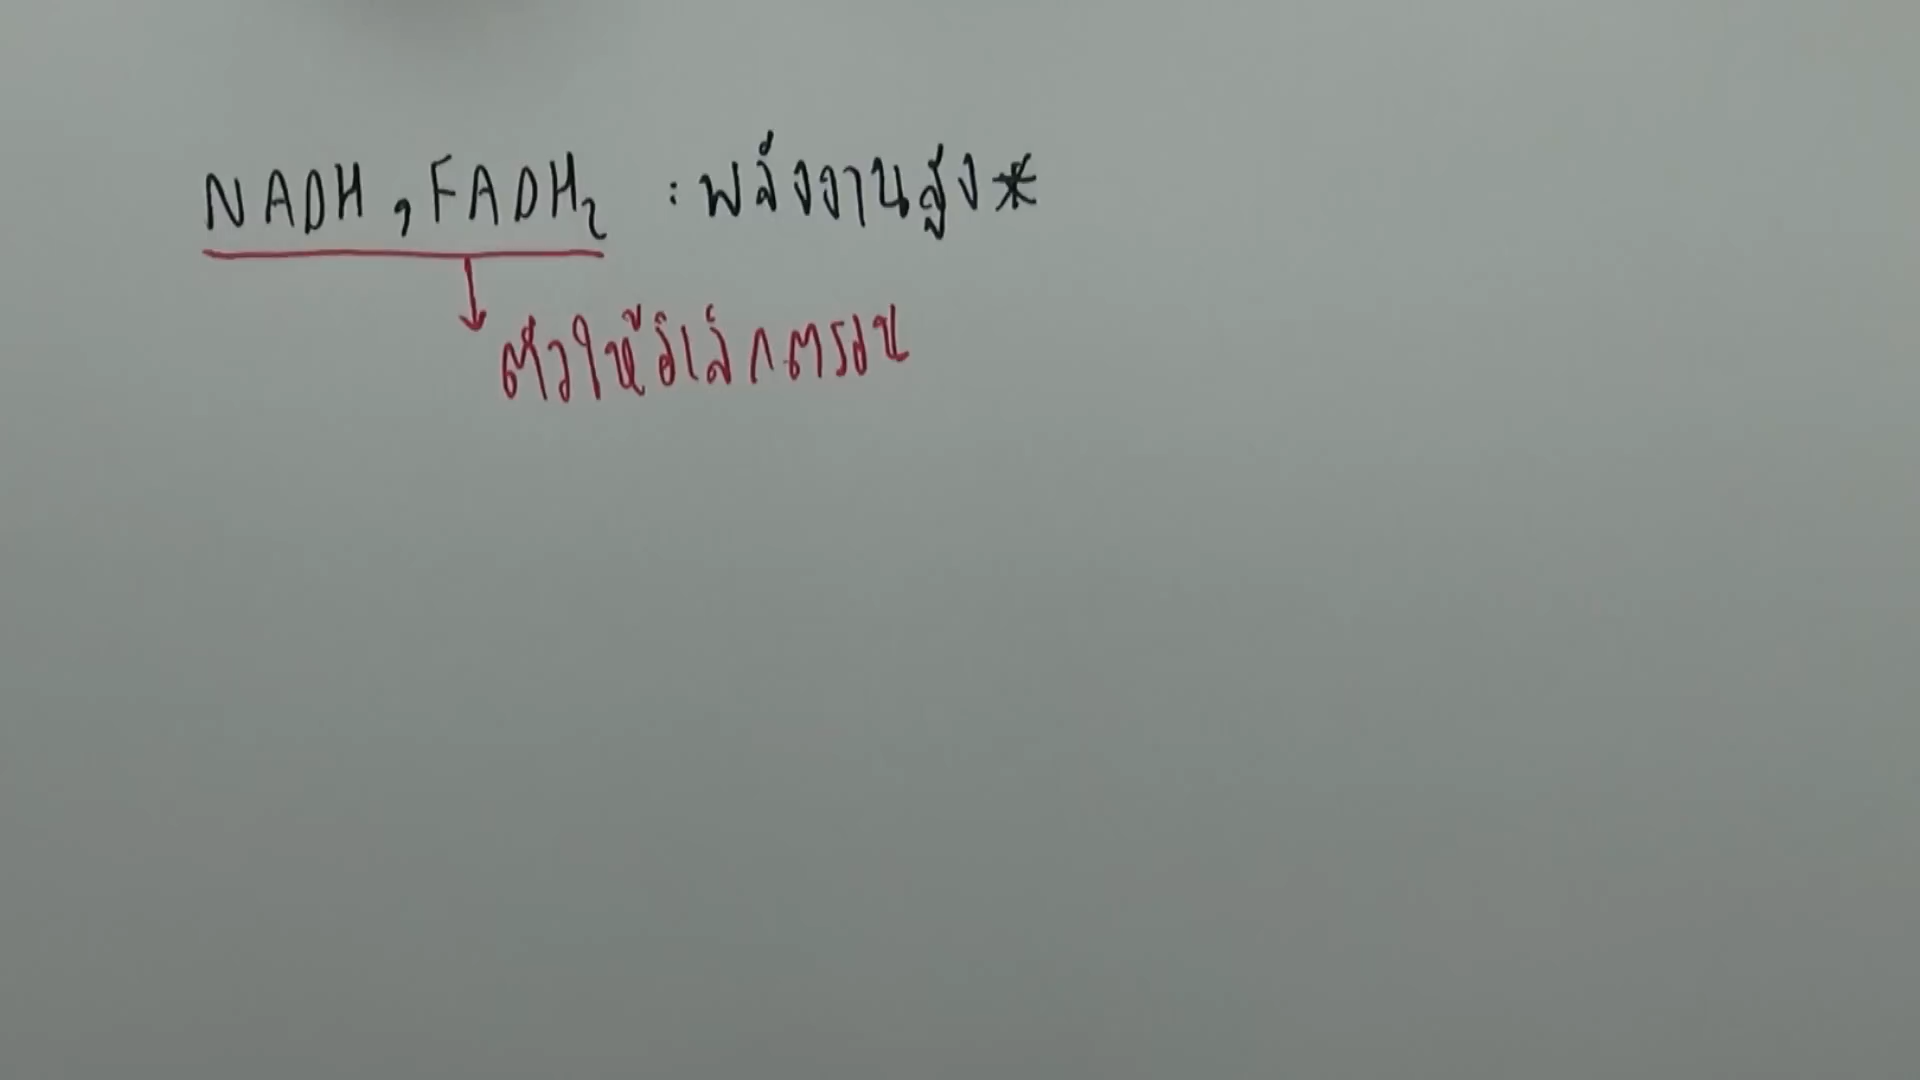 NADH , FADH₂ : พลังงานสูง*
ตัวให้อิเล็กตรอน